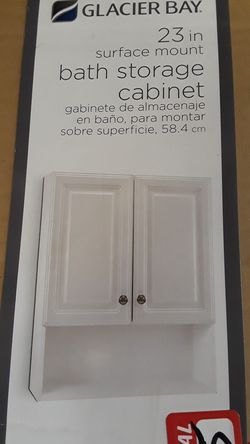 GLACIER BAY.
23 in
surface mount
bath storage
cabinet
gabinete de almacenaje
en baño, para montar
sobre superficie, 58.4 cm